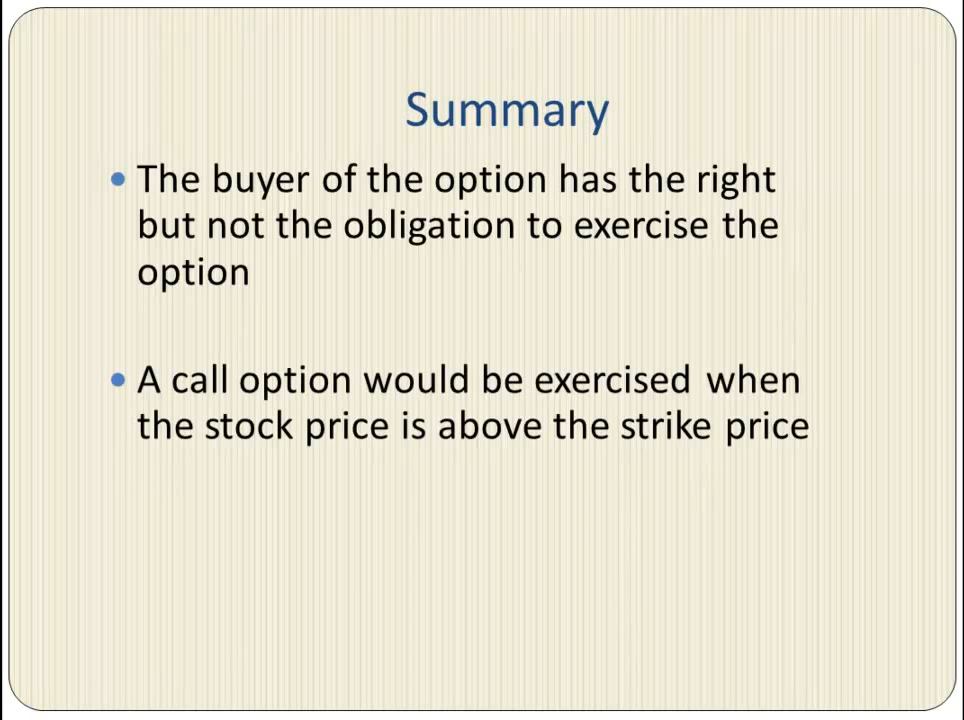 Summary
• The buyer of the option has the right
but not the obligation to exercise the
option
• A call option would be exercised when
the stock price is above the strike price